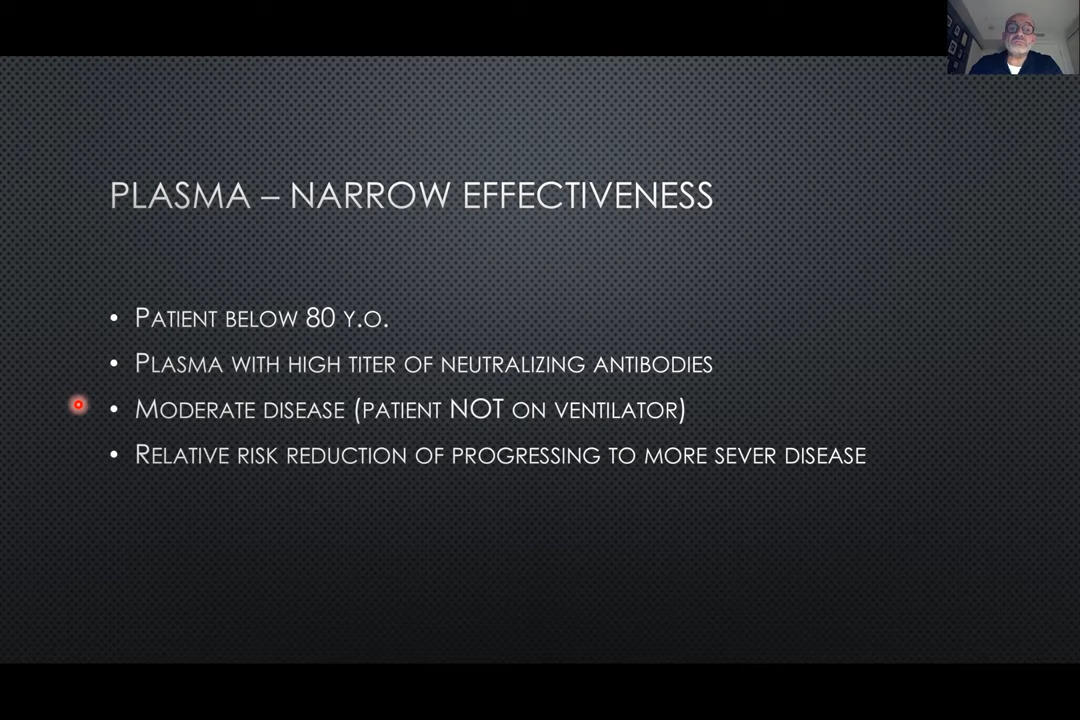 PLASMA – NARROW EFFECTIVENESS
• PATIENT BELOW 80 Y.O.
• PLASMA WITH HIGH TITER OF NEUTRALIZING ANTIBODIES
• MODERATE DISEASE (PATIENT NOT ON VENTILATOR)
• RELATIVE RISK REDUCTION OF PROGRESSING TO MORE SEVER DISEASE